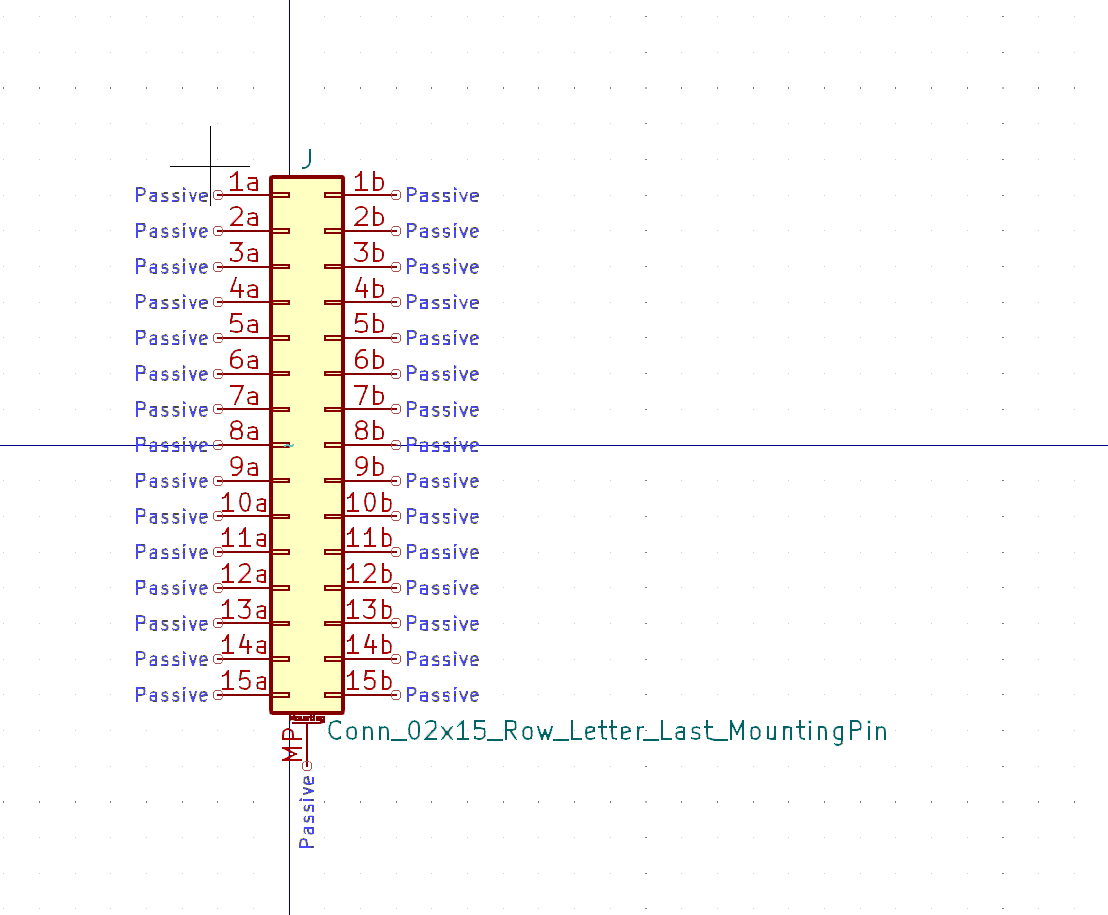 J
Passive 1a 1b Passive
Passive 2a 2b Passive
Passive 3a 3b Passive
Passive 4a 4b Passive
Passive 5a 5b Passive
Passive 6a 6b Passive
Passive 7a 7b Passive
Passive 8a 8b Passive
Passive 9a 9b Passive
Passive 10a 10b Passive
Passive 11a 11b Passive
Passive 12a 12b Passive
Passive 13a 13b Passive
Passive 14a 14b Passive
Passive 15a 15b Passive
Mounting
MP
Conn_02x15_Row_Letter_Last_MountingPin
Passive